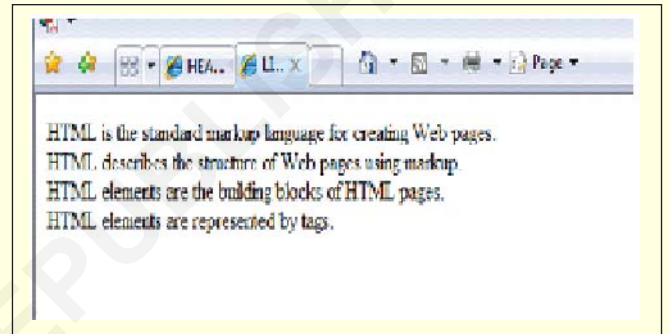 HEA.. LI.. X Page
HTML is the standard markup language for creating Web pages.
HTML describes the structure of Web pages using markup.
HTML elements are the building blocks of HTML pages.
HTML elements are represented by tags.
EPUBLISH